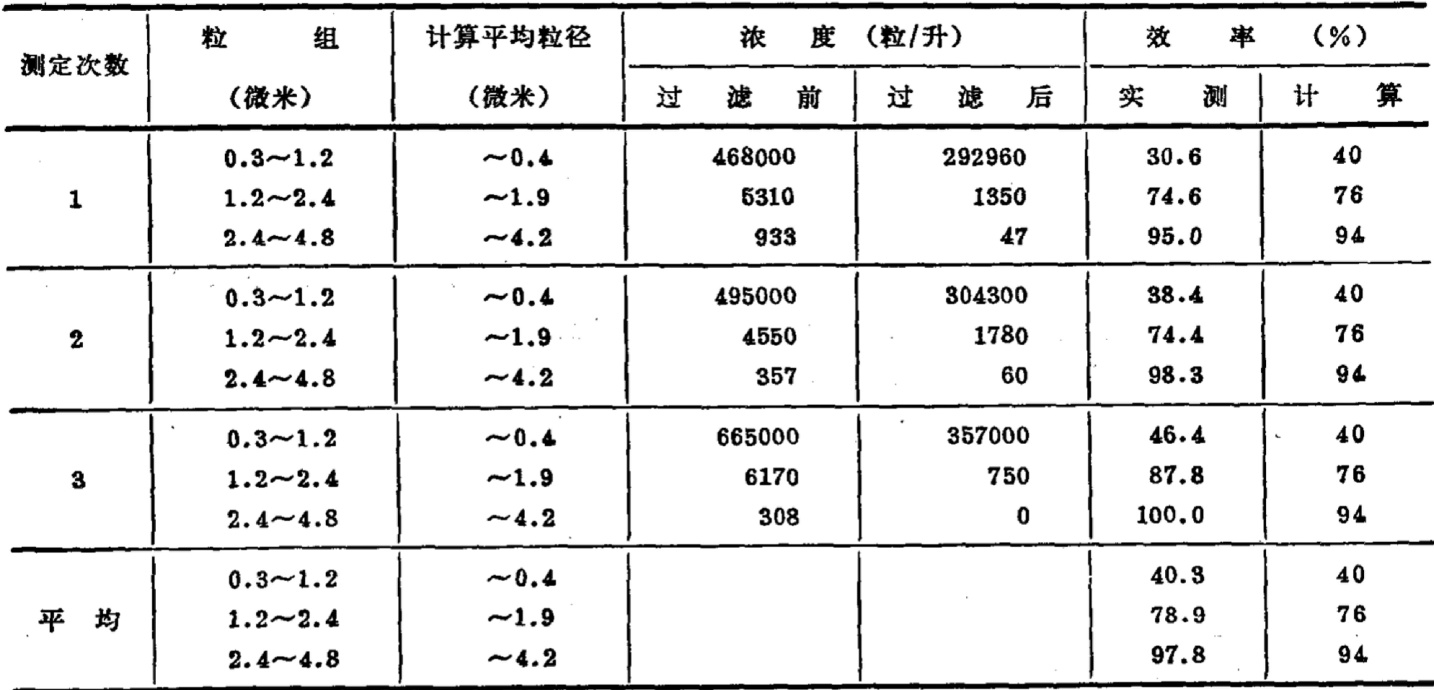 测定次数 粒组 计算平均粒径 浓度(粒/升) 效率(%)
(微米) (微米) 过滤前 过滤后 实测 计算
0.3~1.2 ~0.4 468000 292960 30.6 40
1 1.2~2.4 ~1.9 5310 1350 74.6 76
2.4~4.8 ~4.2 933 47 95.0 94
0.3~1.2 ~0.4 495000 304300 38.4 40
2 1.2~2.4 ~1.9 4550 1780 74.4 76
2.4~4.8 ~4.2 357 60 98.3 94
0.3~1.2 ~0.4 665000 357000 46.4 40
3 1.2~2.4 ~1.9 6170 750 87.8 76
2.4~4.8 ~4.2 308 0 100.0 94
0.3~1.2 ~0.4 40.3 40
平均 1.2~2.4 ~1.9 78.9 76
2.4~4.8 ~4.2 97.8 94